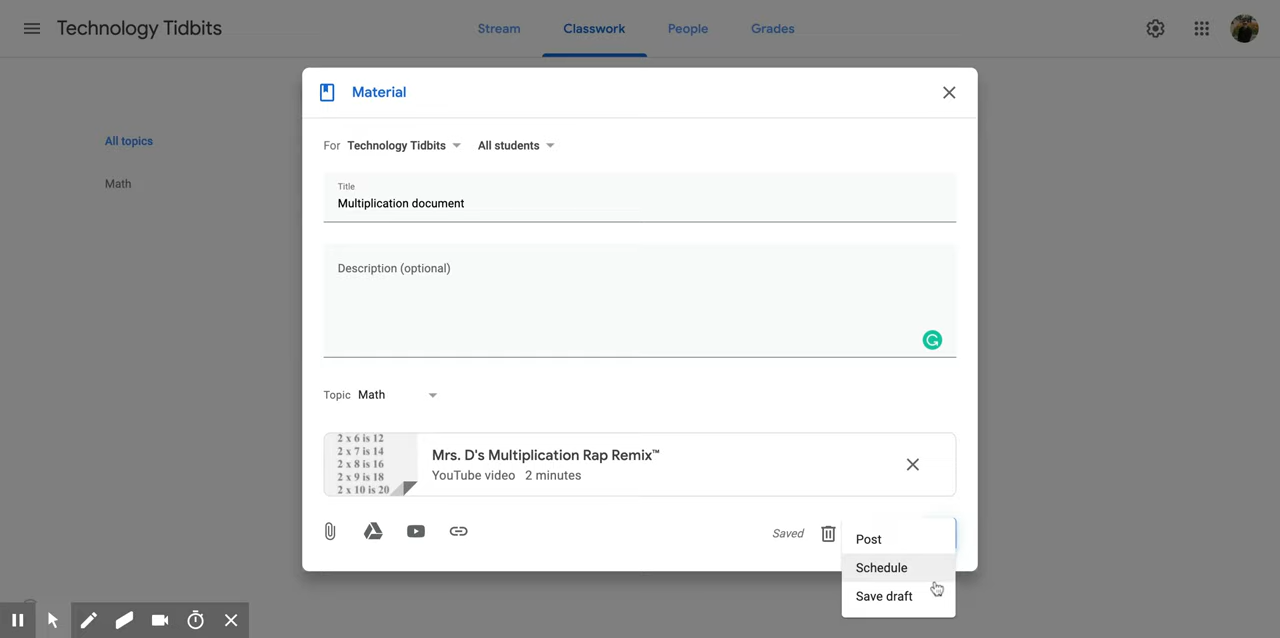 Technology Tidbits
Stream
Classwork
People
Grades
Material
All topics
Math
For Technology Tidbits
All students
Title
Multiplication document
Description (optional)
Topic Math
2 x 6 is 12
2 x 7 is 14
2 x 8 is 16
2 x 9 is 18
2 x 10 is 20
Mrs. D's Multiplication Rap Remix™
YouTube video 2 minutes
Saved
Post
Schedule
Save draft